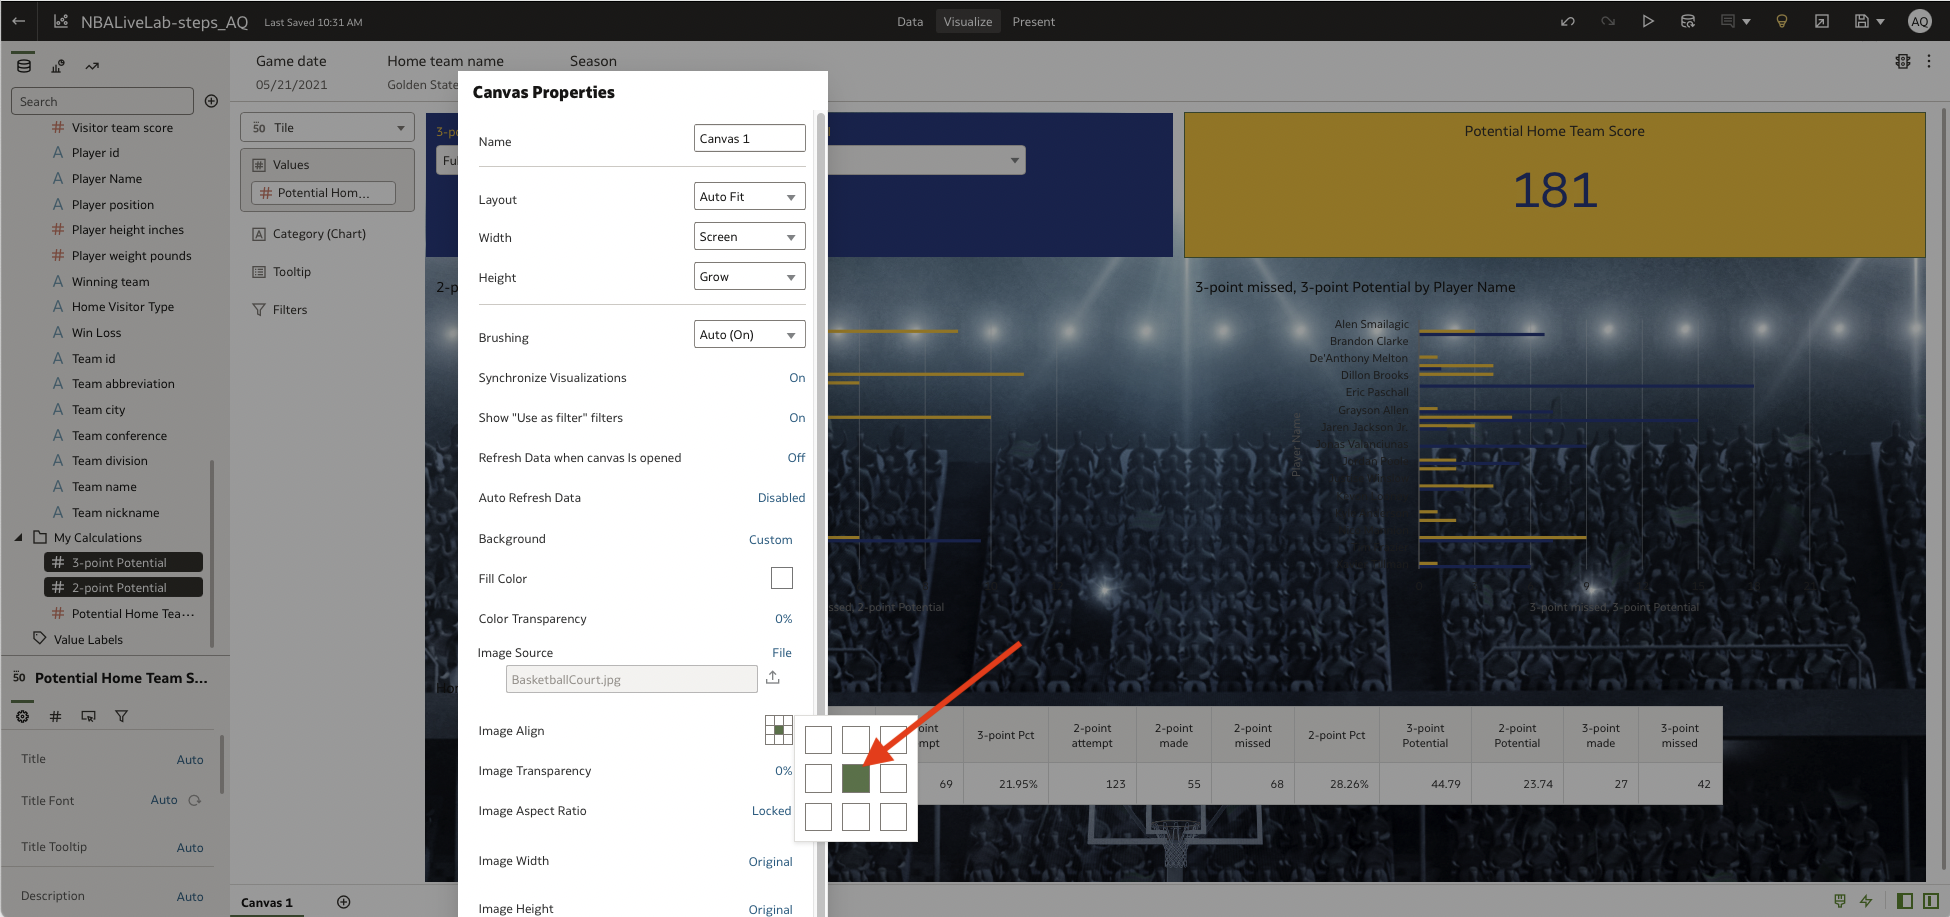 NBALiveLab-steps_AQ
Last Saved 10:31 AM
Data
Visualize
Present
AQ
Game date
05/21/2021
Home team name
Golden State
Season
Search
Visitor team score
Player id
Player Name
Player position
Player height inches
Player weight pounds
Winning team
Home Visitor Type
Win Loss
Team id
Team abbreviation
Team city
Team conference
Team division
Team name
Team nickname
My Calculations
3-point Potential
2-point Potential
Potential Home Tea...
Value Labels
50 Potential Home Team S...
Title
Auto
Title Font
Auto
Title Tooltip
Auto
Description
Auto
50 Tile
Values
Potential Hom...
Category (Chart)
Tooltip
Filters
Canvas Properties
Name
Canvas 1
Layout
Auto Fit
Width
Screen
Height
Grow
Brushing
Auto (On)
Synchronize Visualizations
On
Show "Use as filter" filters
On
Refresh Data when canvas Is opened
Off
Auto Refresh Data
Disabled
Background
Custom
Fill Color
Color Transparency
0%
Image Source
File
BasketballCourt.jpg
Image Align
Image Transparency
0%
Image Aspect Ratio
Locked
Image Width
Original
Image Height
Original
3-po
Ful
2-p
Potential Home Team Score
181
3-point missed, 3-point Potential by Player Name
Player Name
Alen Smailagic
Brandon Clarke
De'Anthony Melton
Dillon Brooks
Eric Paschall
Grayson Allen
Jaren Jackson Jr.
Jonas Valanciunas
9
ssed, 2-point Potential
3-point missed, 3-point Potential
oint
mpt
3-point Pct
2-point
attempt
2-point
made
2-point
missed
2-point Pct
3-point
Potential
2-point
Potential
3-point
made
3-point
missed
69
21.95%
123
55
68
28.26%
44.79
23.74
27
42
Canvas 1